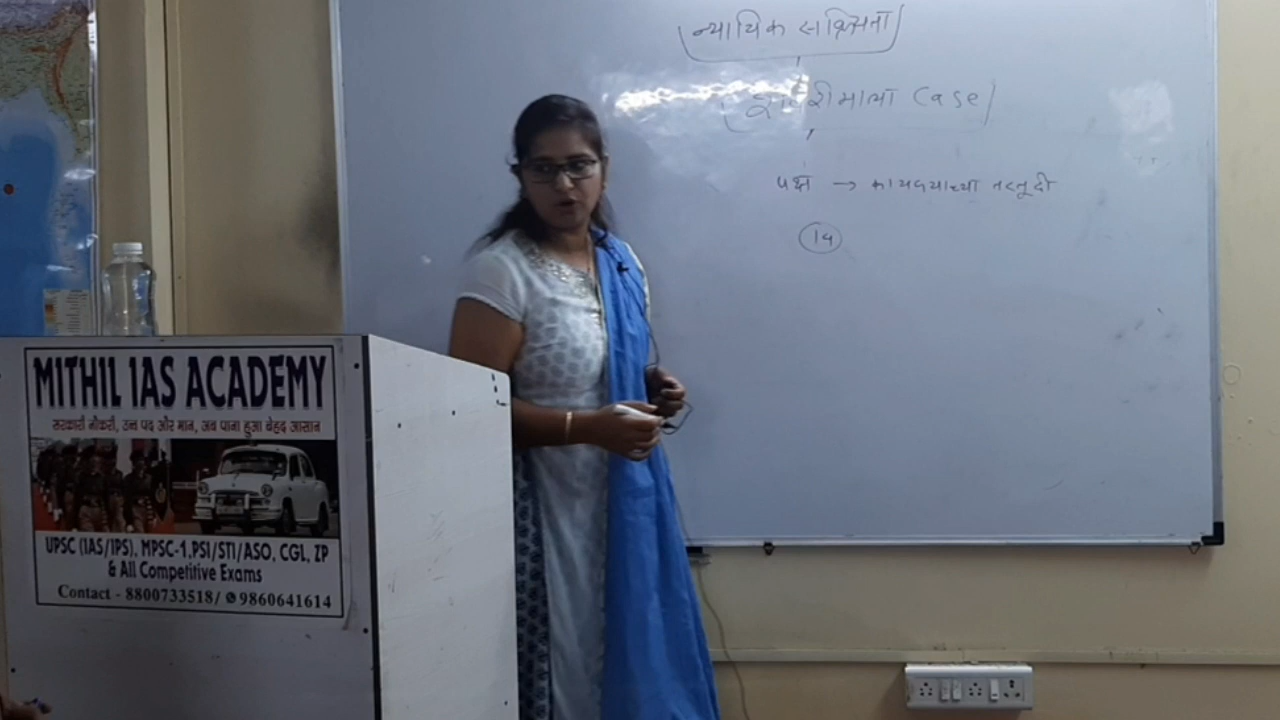 न्यायिक सक्रियता
Case
पक्ष → कायद्याच्या तरतूदी
14
MITHIL IAS ACADEMY
सरकारी नौकरी, उच्च पद और मान, अब पाना हुआ बेहद आसान
UPSC (IAS/IPS), MPSC-1,PSI/STI/ASO, CGL, ZP
& All Competitive Exams
Contact - 8800733518/ 9860641614